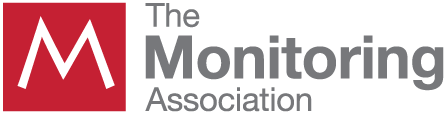 M
The
Monitoring
Association